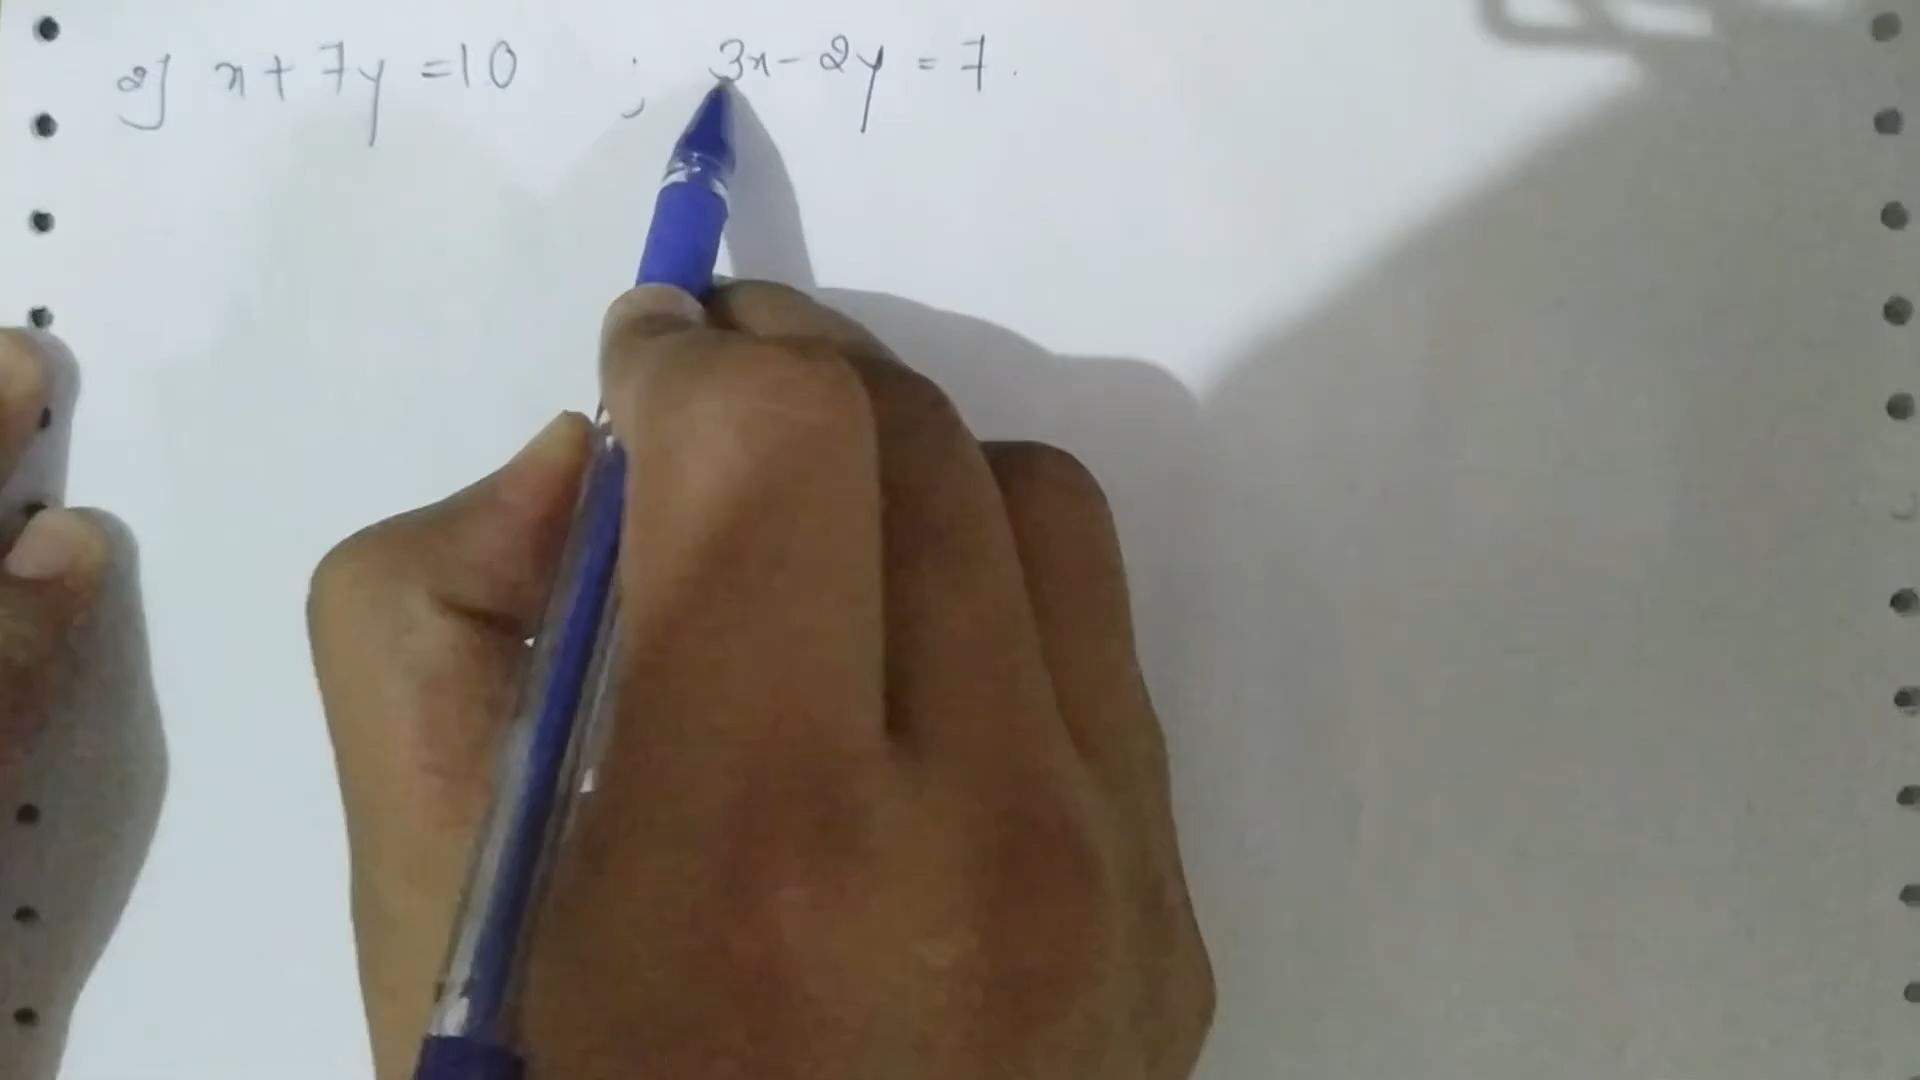 2) x + 7y = 10 ; 3x - 2y = 7.